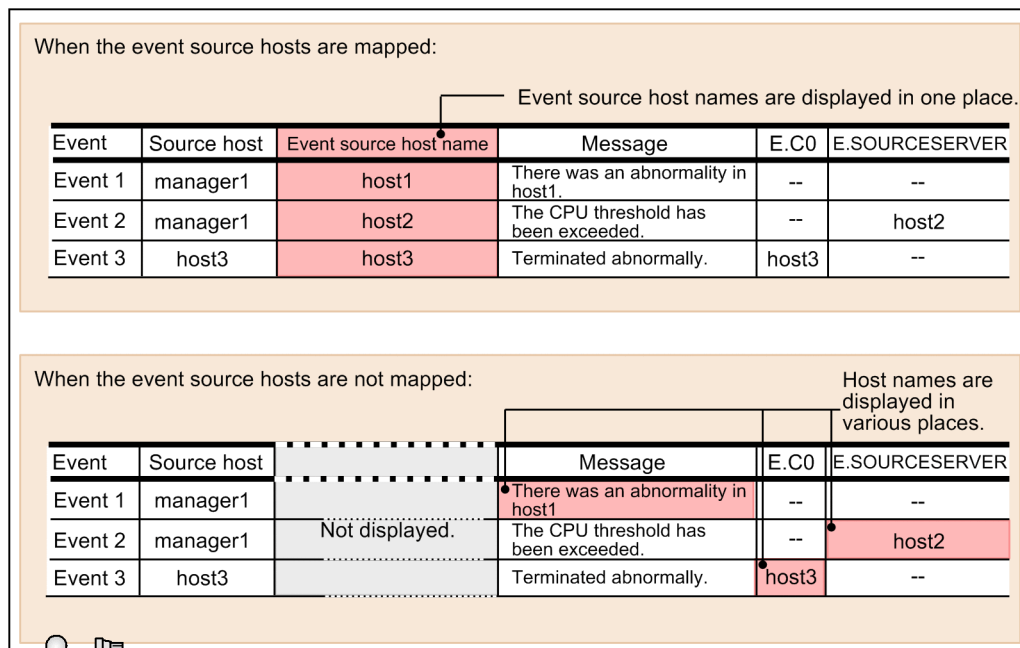 When the event source hosts are mapped:
Event source host names are displayed in one place.
Event Source host Event source host name Message E.C0 E.SOURCESERVER
Event 1 manager1 host1 There was an abnormality in host1. -- --
Event 2 manager1 host2 The CPU threshold has been exceeded. -- host2
Event 3 host3 host3 Terminated abnormally. host3 --
When the event source hosts are not mapped:
Host names are
displayed in
various places.
Event Source host Message E.C0 E.SOURCESERVER
Event 1 manager1 There was an abnormality in host1 -- --
Not displayed.
Event 2 manager1 The CPU threshold has been exceeded. -- host2
Event 3 host3 Terminated abnormally. host3 --